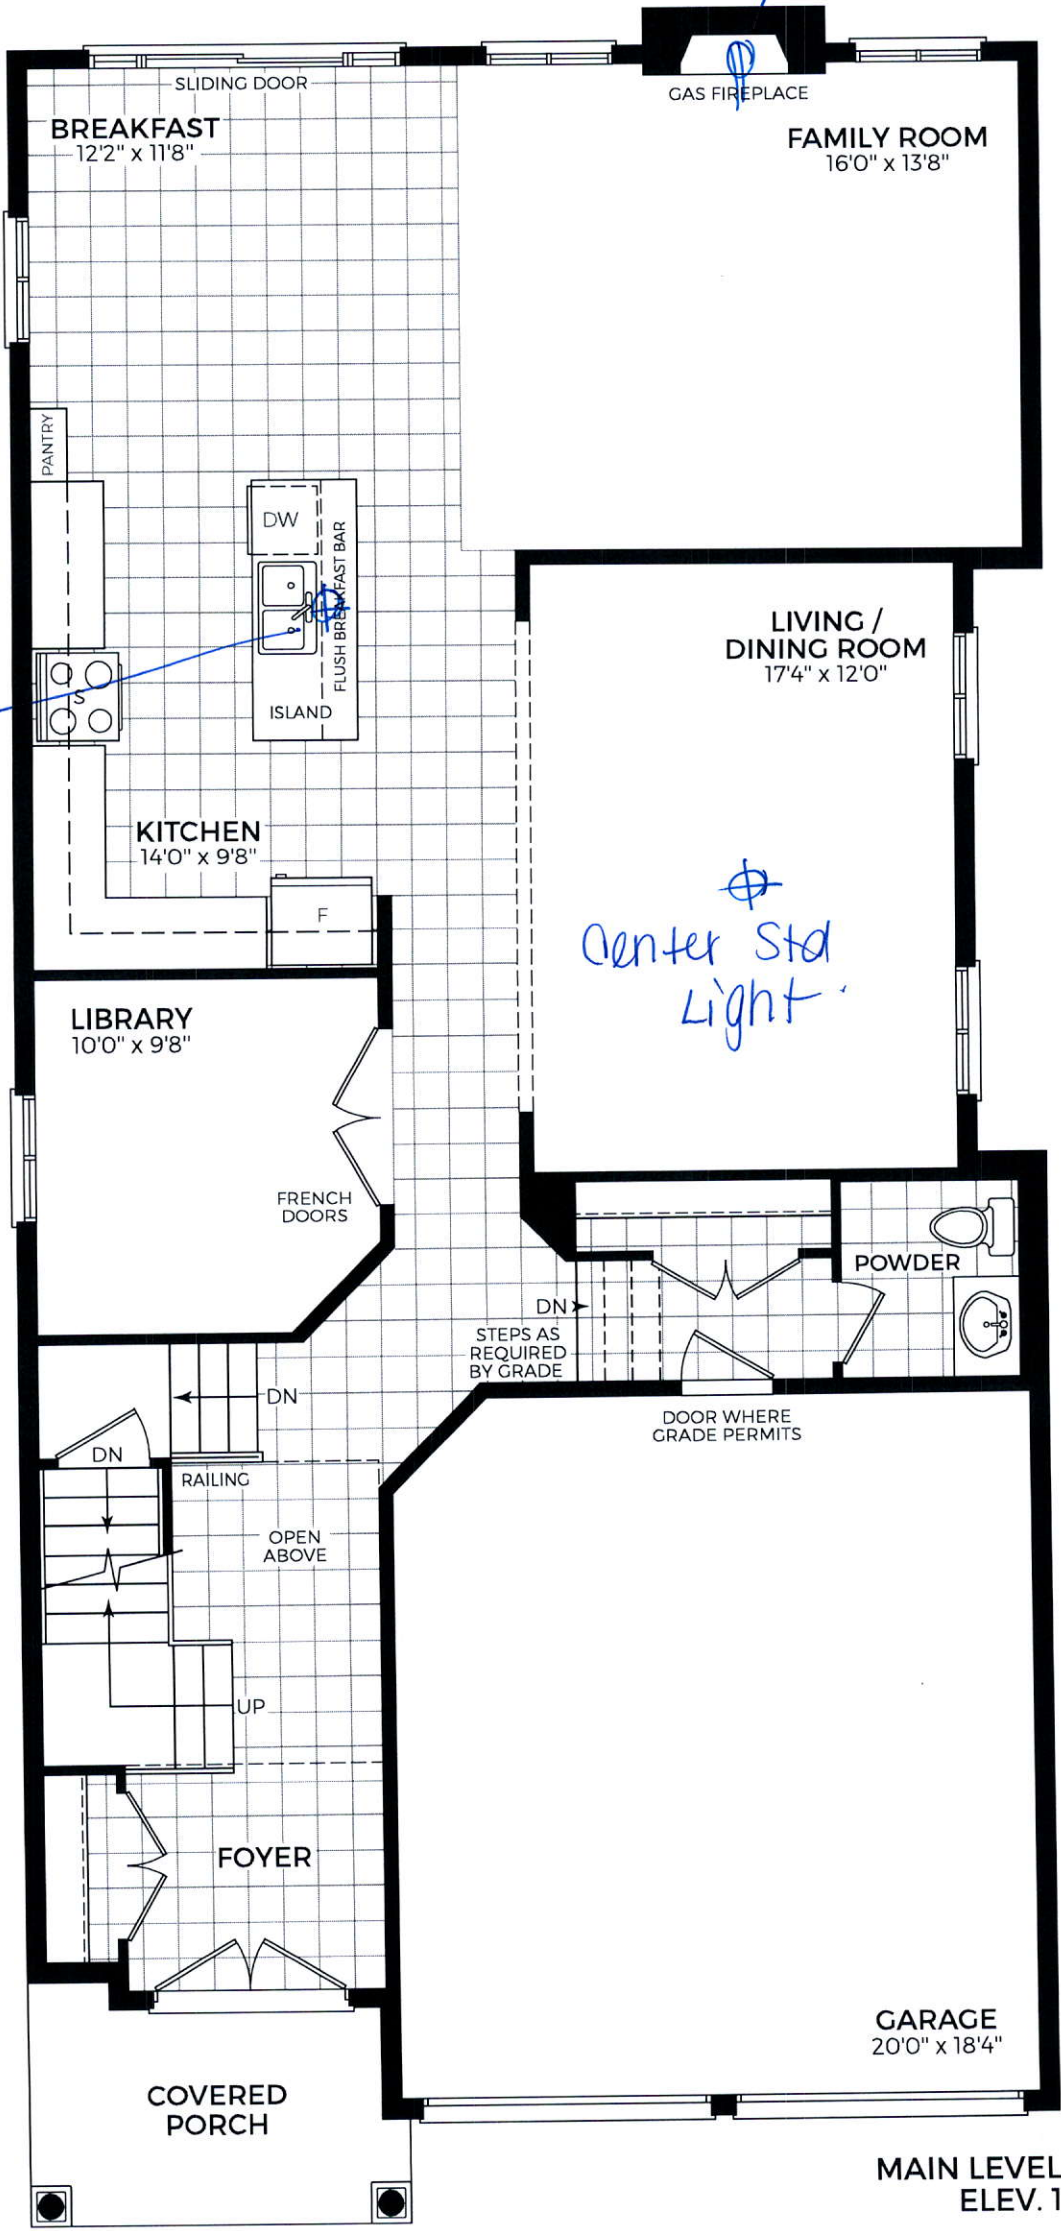 SLIDING DOOR
GAS FIREPLACE
BREAKFAST
12'2" x 11'8"
FAMILY ROOM
16'0" x 13'8"
PANTRY
DW
FLUSH BREAKFAST BAR
S
ISLAND
LIVING /
DINING ROOM
17'4" x 12'0"
KITCHEN
14'0" x 9'8"
F
Center Std
Light
LIBRARY
10'0" x 9'8"
FRENCH
DOORS
POWDER
DN
STEPS AS
REQUIRED
BY GRADE
DN
DOOR WHERE
GRADE PERMITS
DN
RAILING
OPEN
ABOVE
UP
FOYER
GARAGE
20'0" x 18'4"
COVERED
PORCH
MAIN LEVEL
ELEV. 1